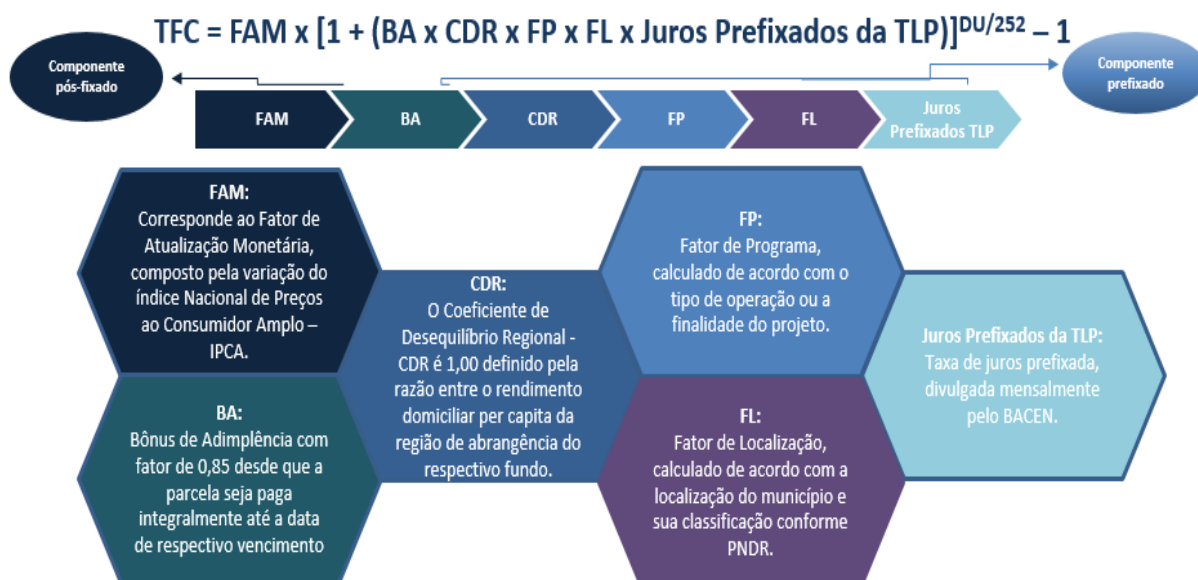 TFC = FAM x [1 + (BA x CDR x FP x FL x Juros Prefixados da TLP)]^DU/252 – 1
Componente
pós-fixado
Componente
prefixado
FAM
BA
CDR
FP
FL
Juros
Prefixados TLP
FAM:
Corresponde ao Fator de
Atualização Monetária,
composto pela variação do
índice Nacional de Preços
ao Consumidor Amplo –
IPCA.
BA:
Bônus de Adimplência com
fator de 0,85 desde que a
parcela seja paga
integralmente até a data
de respectivo vencimento
CDR:
O Coeficiente de
Desequilíbrio Regional -
CDR é 1,00 definido pela
razão entre o rendimento
domiciliar per capita da
região de abrangência do
respectivo fundo.
FP:
Fator de Programa,
calculado de acordo com o
tipo de operação ou a
finalidade do projeto.
FL:
Fator de Localização,
calculado de acordo com a
localização do município e
sua classificação conforme
PNDR.
Juros Prefixados da TLP:
Taxa de juros prefixada,
divulgada mensalmente
pelo BACEN.